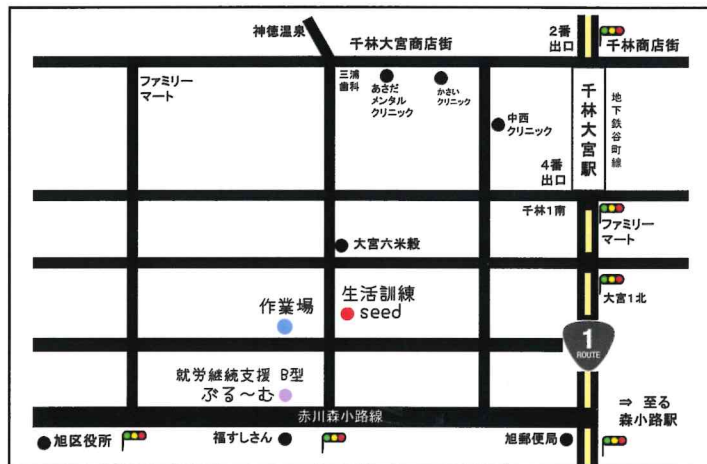 神徳温泉
千林大宮商店街
2番
出口
千林商店街
ファミリー
マート
三浦
歯科
あさだ
メンタル
クリニック
かさい
クリニック
中西
クリニック
千林大宮駅
地下鉄谷町線
4番
出口
千林1南
ファミリー
マート
大宮六米穀
大宮1北
作業場
生活訓練
seed
1
ROUTE
就労継続支援 B型
ぶる～む
赤川森小路線
⇒ 至る
森小路駅
旭区役所
福すしさん
旭郵便局